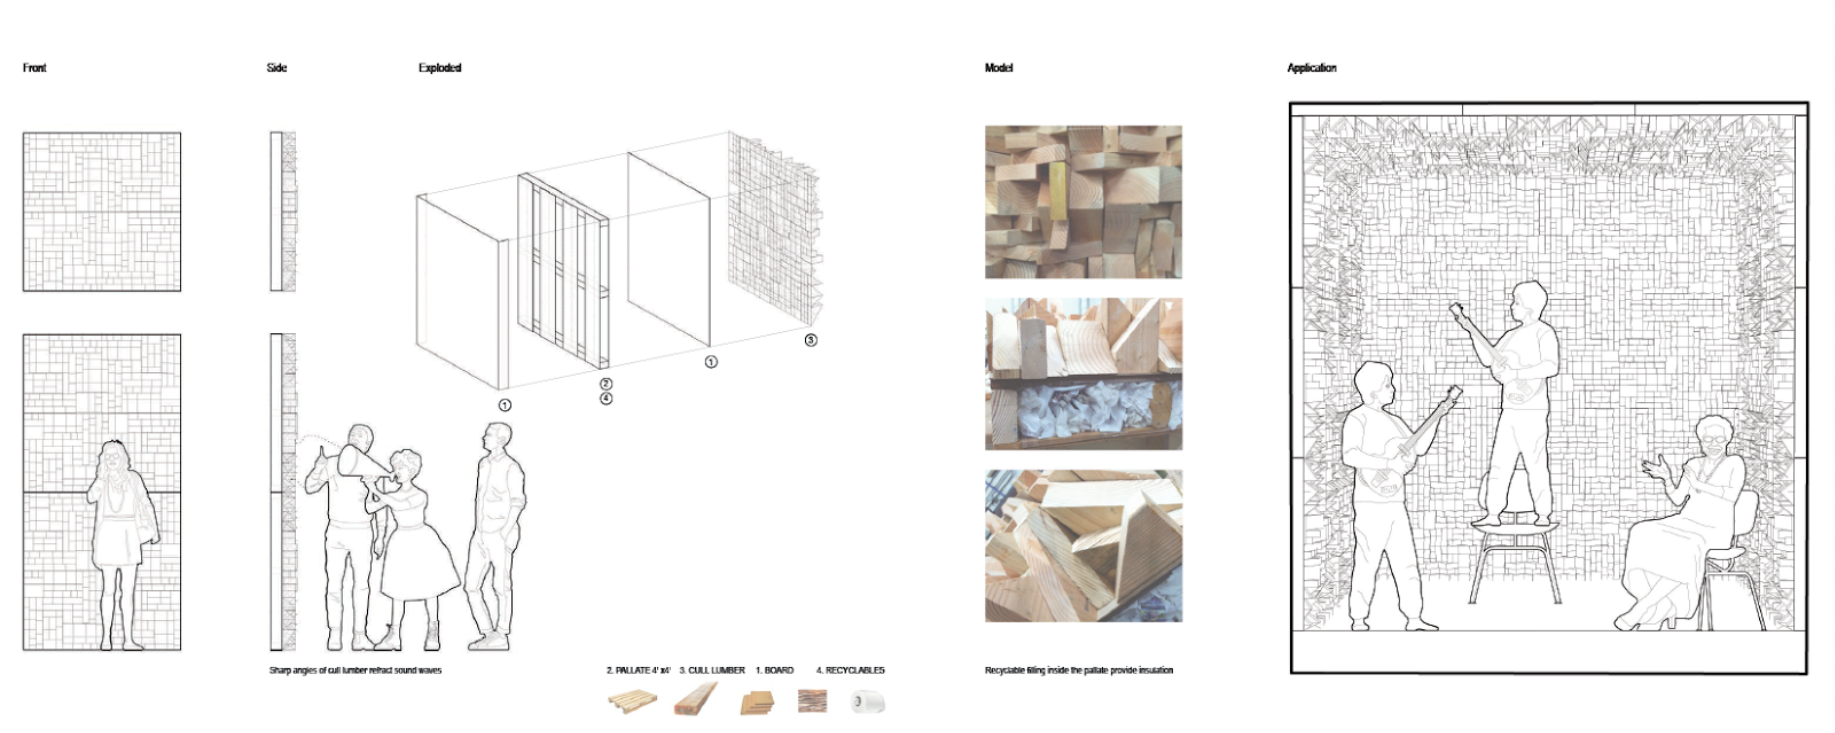 Front
Side
Exploded
Model
Application
3
1
2
4
1
Sharp angles of cull lumber refract sound waves
2. PALLATE 4' x4' 3. CULL LUMBER 1. BOARD 4. RECYCLABLES
Recyclable filling inside the pallate provide insulation